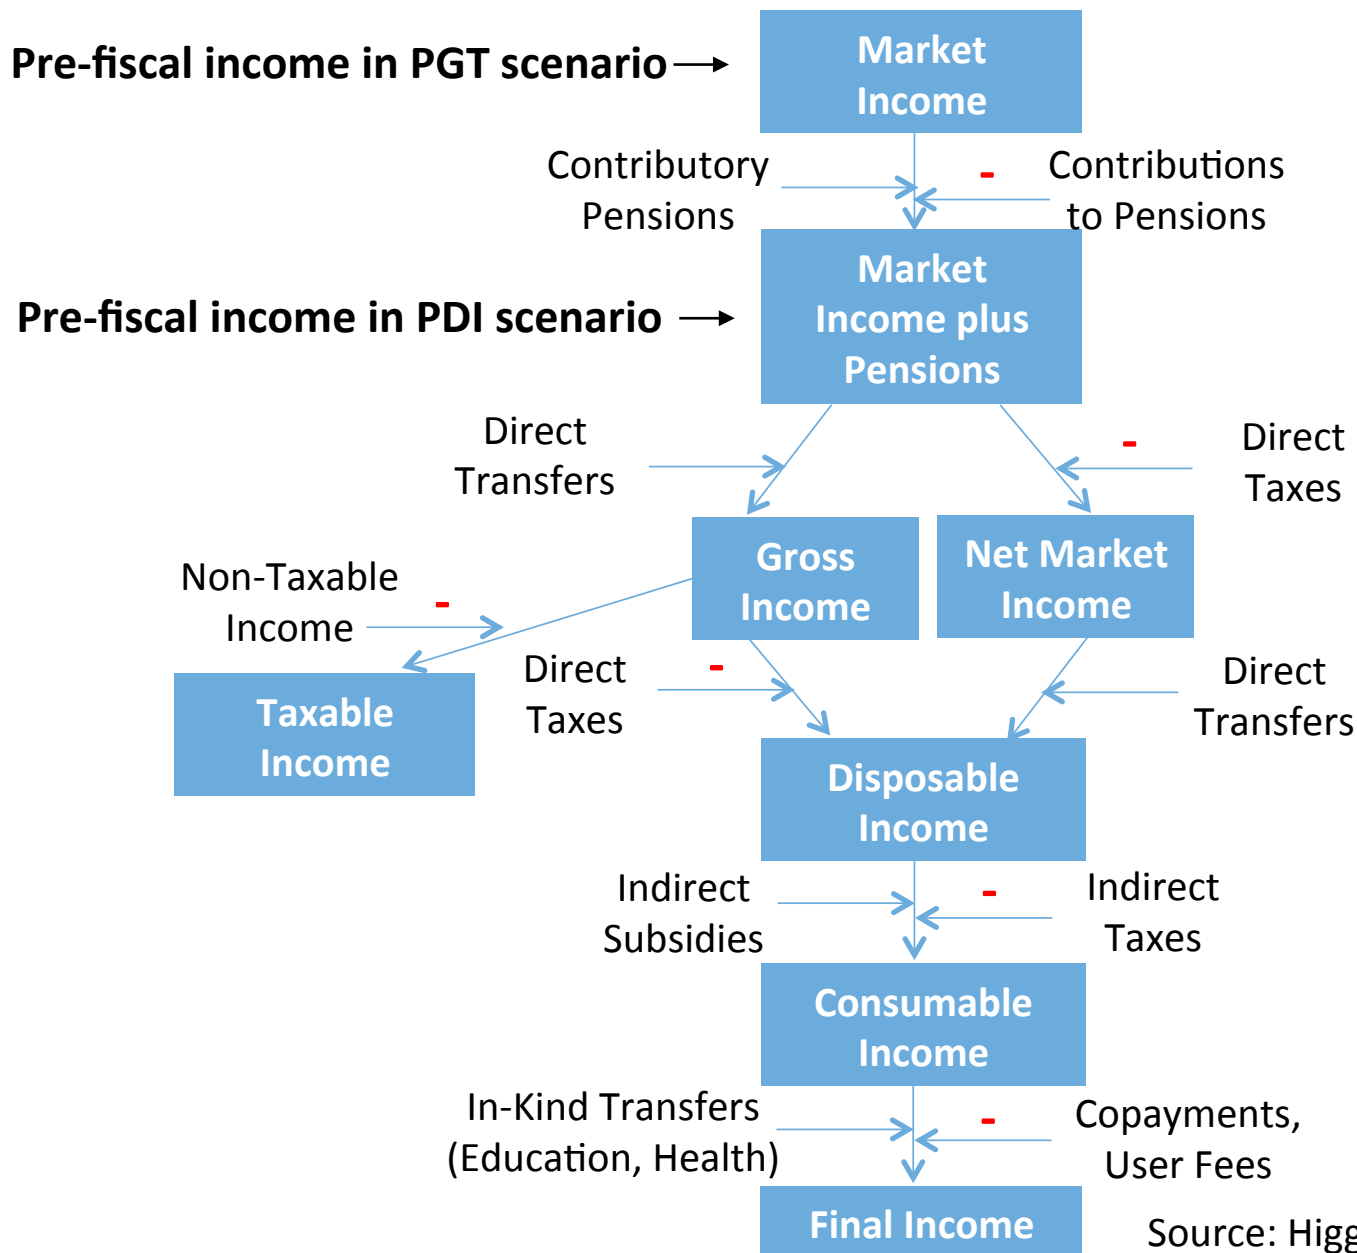 Market
Income
Pre-fiscal income in PGT scenario
Contributory
Pensions
-
Contributions
to Pensions
Market
Income plus
Pensions
Pre-fiscal income in PDI scenario
Direct
Transfers
-
Direct
Taxes
Gross
Income
Net Market
Income
Non-Taxable
Income
-
Direct
Taxes
-
Direct
Transfers
Taxable
Income
Disposable
Income
Indirect
Subsidies
-
Indirect
Taxes
Consumable
Income
In-Kind Transfers
(Education, Health)
-
Copayments,
User Fees
Final Income
Source: